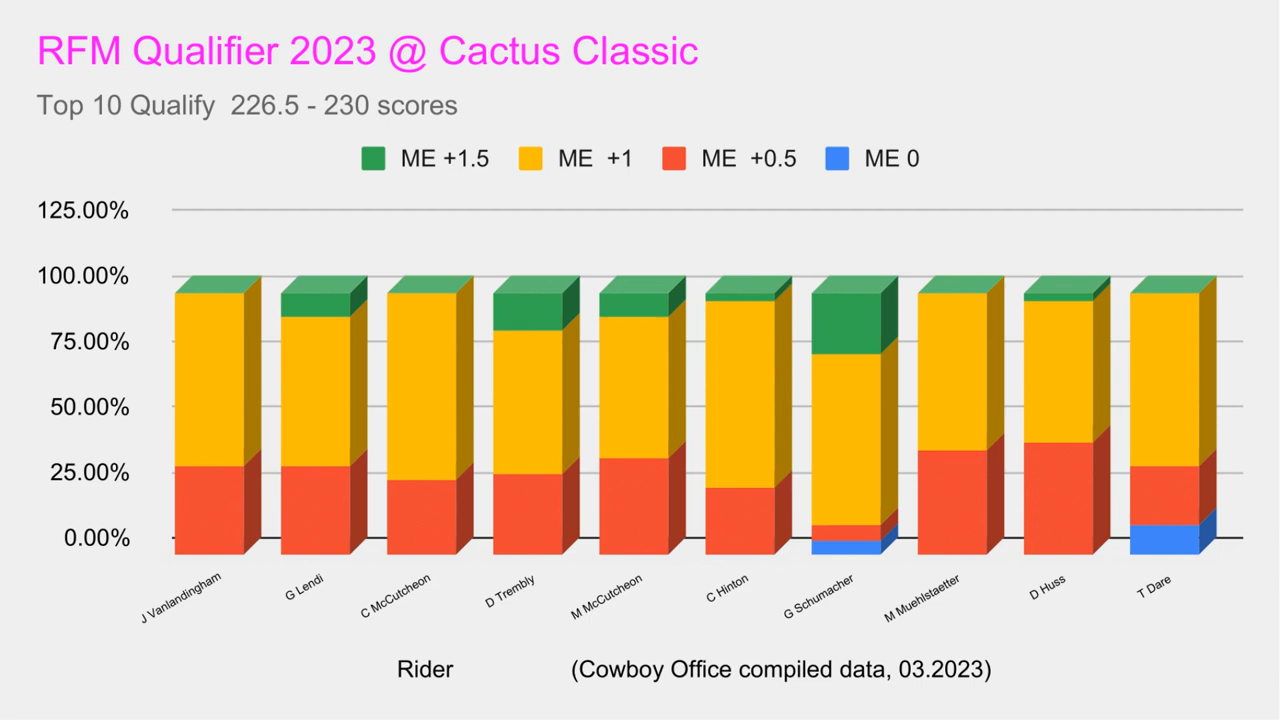 RFM Qualifier 2023 @ Cactus Classic
Top 10 Qualify  226.5 - 230 scores
ME +1.5  ME  +1  ME  +0.5  ME 0
125.00%
100.00%
75.00%
50.00%
25.00%
0.00%
J Vanlandingham
G Lendi
C McCutcheon
D Trembly
M McCutcheon
C Hinton
G Schumacher
M Muehlstaetter
D Huss
T Dare
Rider (Cowboy Office compiled data, 03.2023)